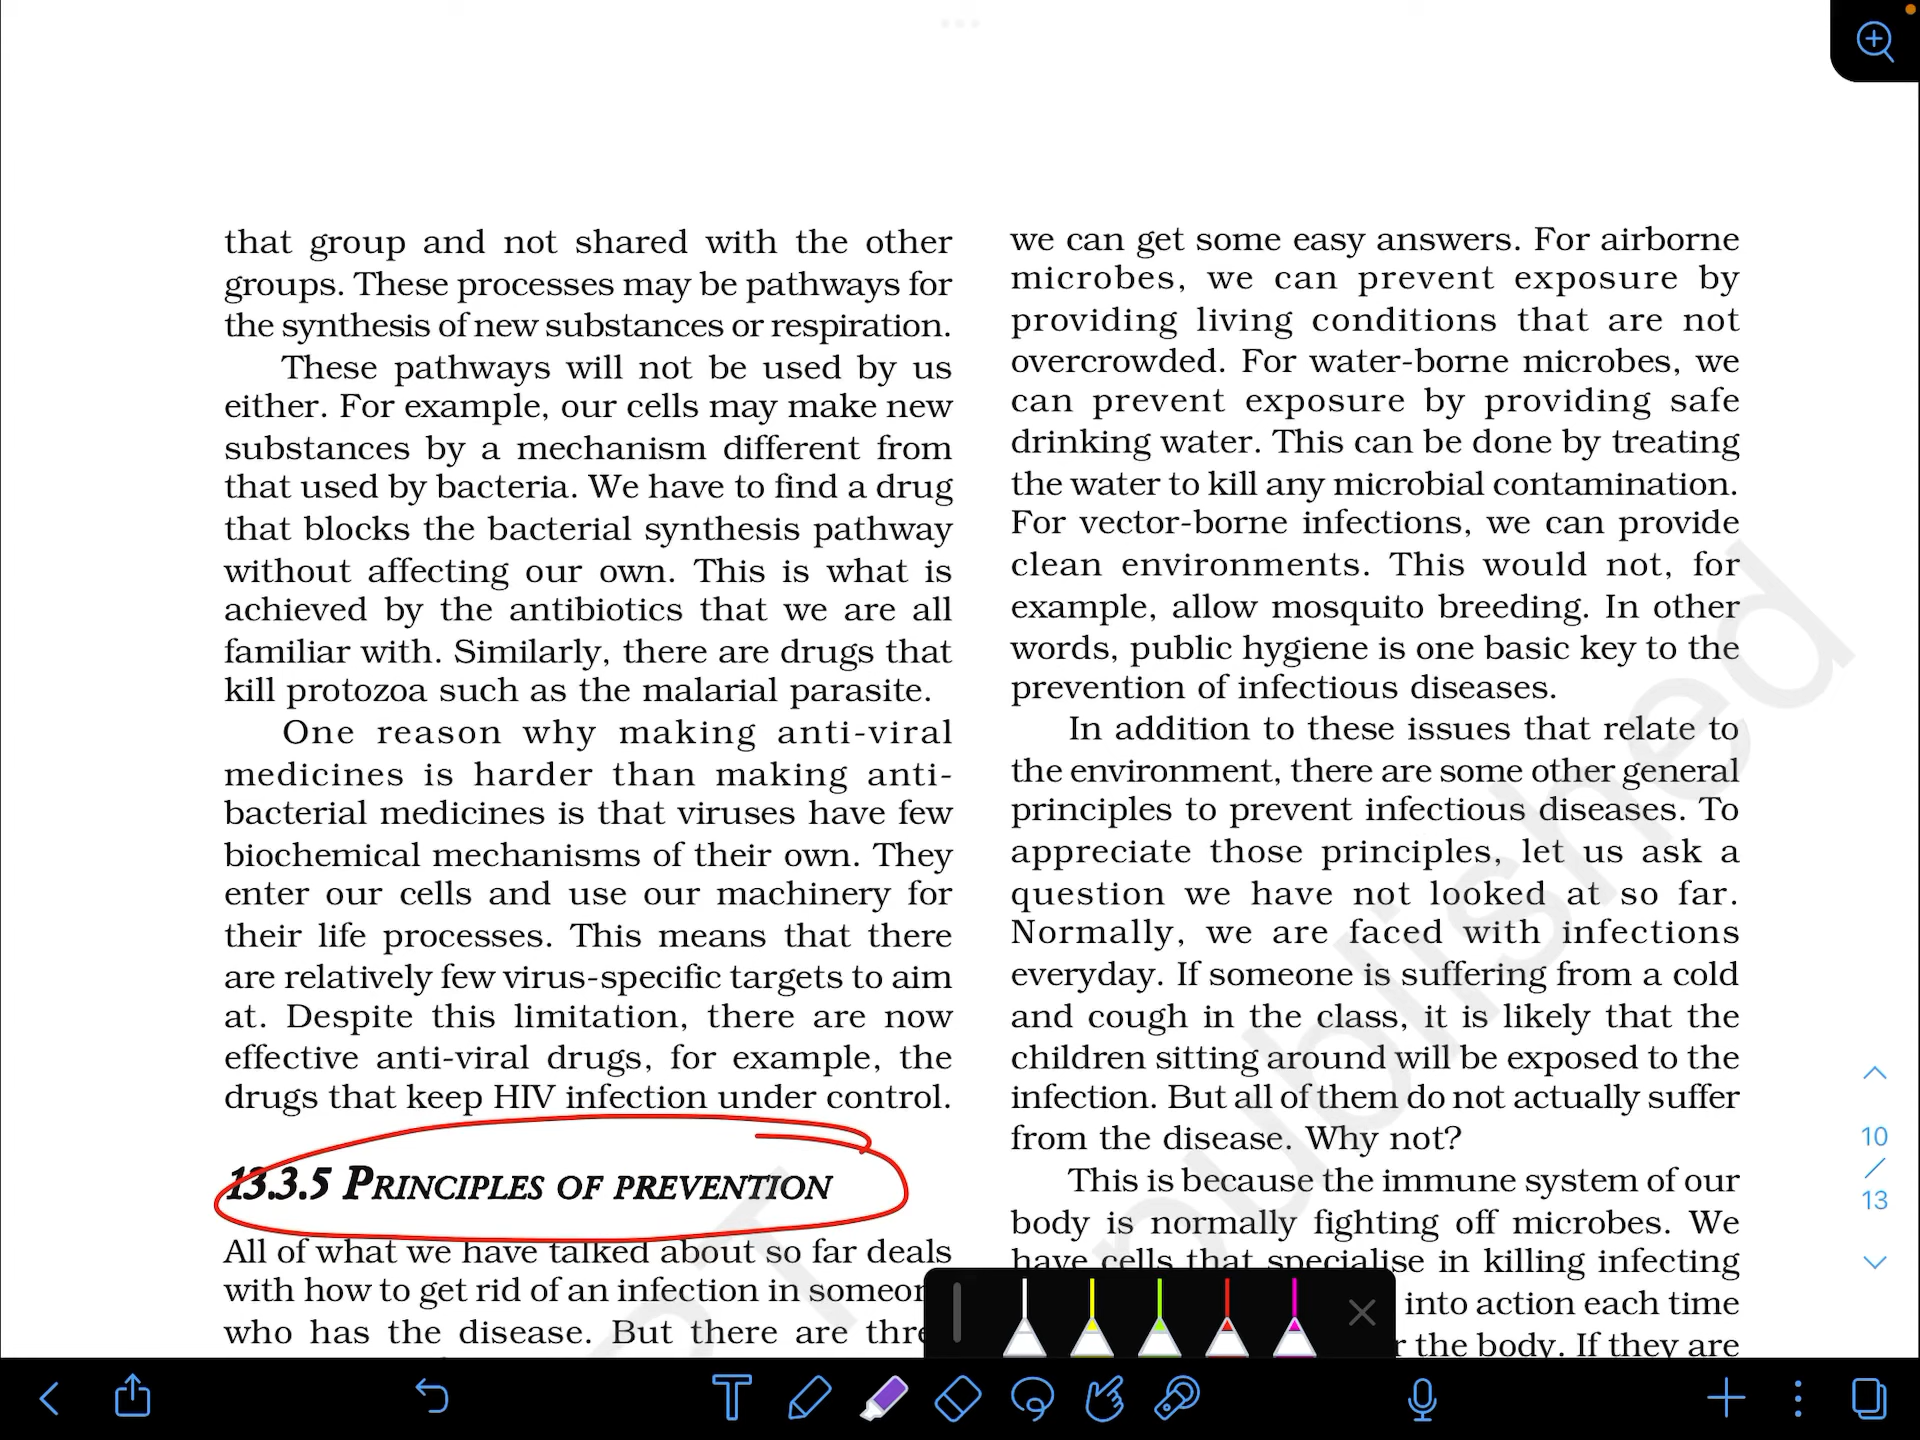 that group and not shared with the other
groups. These processes may be pathways for
the synthesis of new substances or respiration.
These pathways will not be used by us
either. For example, our cells may make new
substances by a mechanism different from
that used by bacteria. We have to find a drug
that blocks the bacterial synthesis pathway
without affecting our own. This is what is
achieved by the antibiotics that we are all
familiar with. Similarly, there are drugs that
kill protozoa such as the malarial parasite.
One reason why making anti-viral
medicines is harder than making anti-
bacterial medicines is that viruses have few
biochemical mechanisms of their own. They
enter our cells and use our machinery for
their life processes. This means that there
are relatively few virus-specific targets to aim
at. Despite this limitation, there are now
effective anti-viral drugs, for example, the
drugs that keep HIV infection under control.
13.3.5 PRINCIPLES OF PREVENTION
All of what we have talked about so far deals
with how to get rid of an infection in
who has the disease. But there are
we can get some easy answers. For airborne
microbes, we can prevent exposure by
providing living conditions that are not
overcrowded. For water-borne microbes, we
can prevent exposure by providing safe
drinking water. This can be done by treating
the water to kill any microbial contamination.
For vector-borne infections, we can provide
clean environments. This would not, for
example, allow mosquito breeding. In other
words, public hygiene is one basic key to the
prevention of infectious diseases.
In addition to these issues that relate to
the environment, there are some other general
principles to prevent infectious diseases. To
appreciate those principles, let us ask a
question we have not looked at so far.
Normally, we are faced with infections
everyday. If someone is suffering from a cold
and cough in the class, it is likely that the
children sitting around will be exposed to the
infection. But all of them do not actually suffer
from the disease. Why not?
This is because the immune system of our
body is normally fighting off microbes. We
have cells that specialise in killing infecting
into action each time
the body. If they are
published
10
/
13